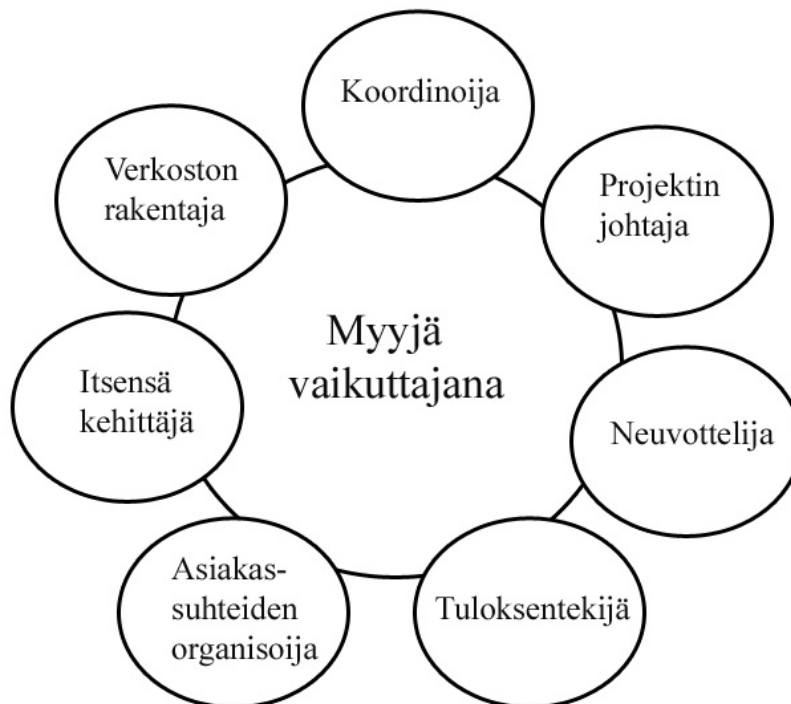 Koordinoija
Projektin
johtaja
Neuvottelija
Tuloksentekijä
Asiakas-
suhteiden
organisoija
Itsensä
kehittäjä
Verkoston
rakentaja
Myyjä
vaikuttajana